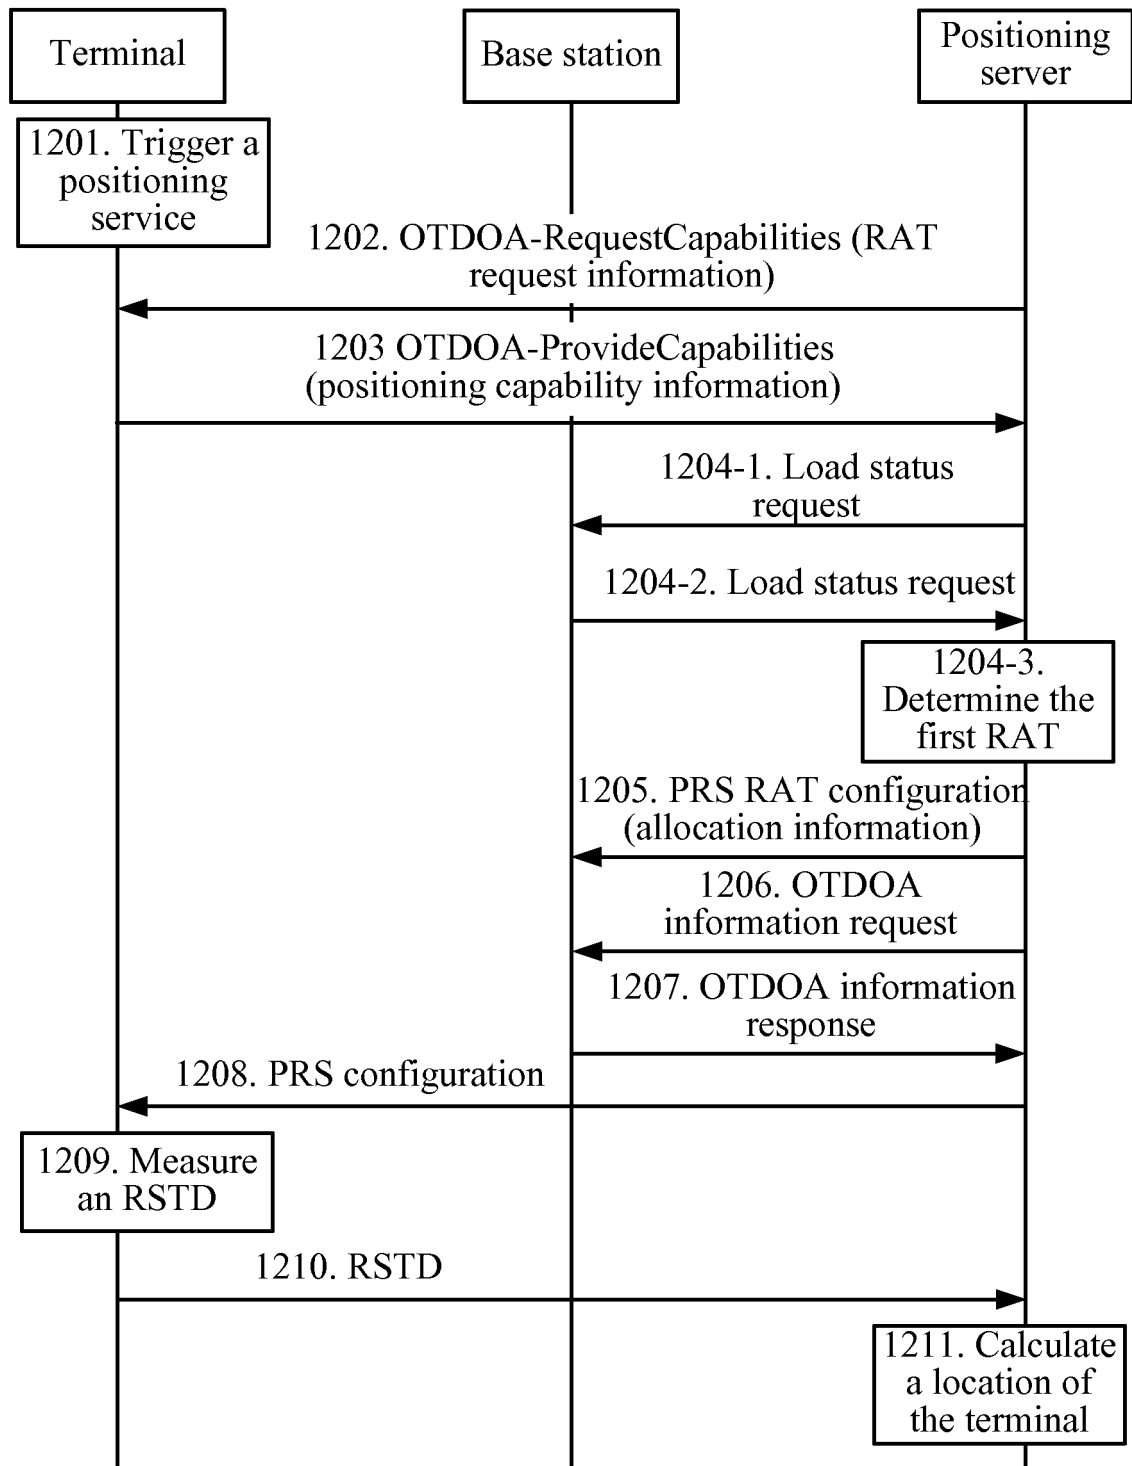 Terminal
Base station
Positioning
server
1201. Trigger a
positioning
service
1202. OTDOA-RequestCapabilities (RAT
request information)
1203 OTDOA-ProvideCapabilities
(positioning capability information)
1204-1. Load status
request
1204-2. Load status request
1204-3.
Determine the
first RAT
1205. PRS RAT configuration
(allocation information)
1206. OTDOA
information request
1207. OTDOA information
response
1208. PRS configuration
1209. Measure
an RSTD
1210. RSTD
1211. Calculate
a location of
the terminal